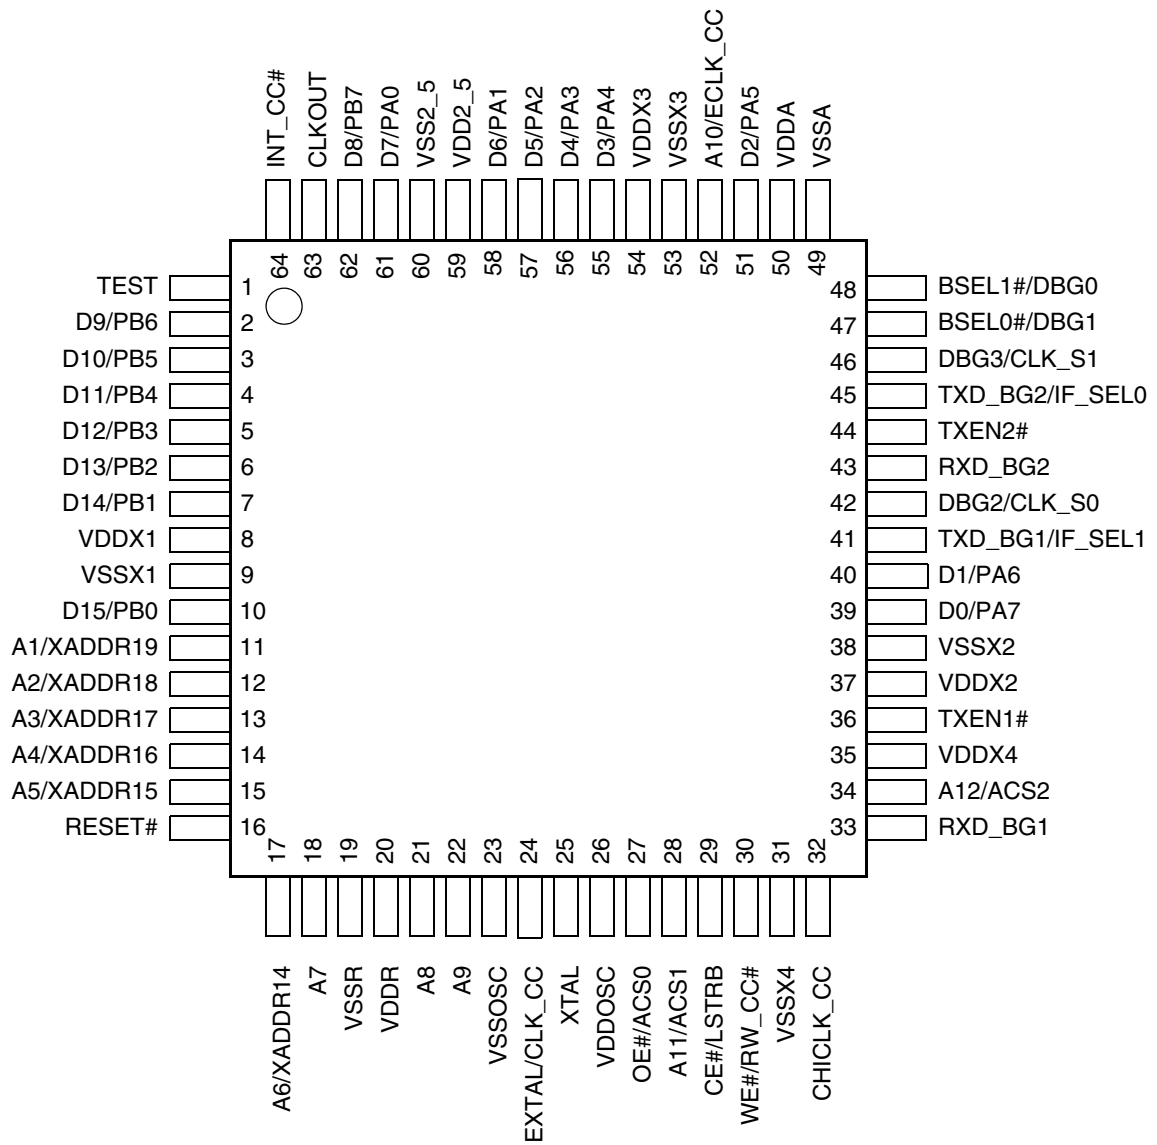 INT_CC#
CLKOUT
D8/PB7
D7/PA0
VSS2_5
VDD2_5
D6/PA1
D5/PA2
D4/PA3
D3/PA4
VDDX3
VSSX3
A10/ECLK_CC
D2/PA5
VDDA
VSSA
64
63
62
61
60
59
58
57
56
55
54
53
52
51
50
49
TEST 1
D9/PB6 2
D10/PB5 3
D11/PB4 4
D12/PB3 5
D13/PB2 6
D14/PB1 7
VDDX1 8
VSSX1 9
D15/PB0 10
A1/XADDR19 11
A2/XADDR18 12
A3/XADDR17 13
A4/XADDR16 14
A5/XADDR15 15
RESET# 16
48 BSEL1#/DBG0
47 BSEL0#/DBG1
46 DBG3/CLK_S1
45 TXD_BG2/IF_SEL0
44 TXEN2#
43 RXD_BG2
42 DBG2/CLK_S0
41 TXD_BG1/IF_SEL1
40 D1/PA6
39 D0/PA7
38 VSSX2
37 VDDX2
36 TXEN1#
35 VDDX4
34 A12/ACS2
33 RXD_BG1
17
18
19
20
21
22
23
24
25
26
27
28
29
30
31
32
A6/XADDR14
A7
VSSR
VDDR
A8
A9
VSSOSC
EXTAL/CLK_CC
XTAL
VDDOSC
OE#/ACS0
A11/ACS1
CE#/LSTRB
WE#/RW_CC#
VSSX4
CHICLK_CC